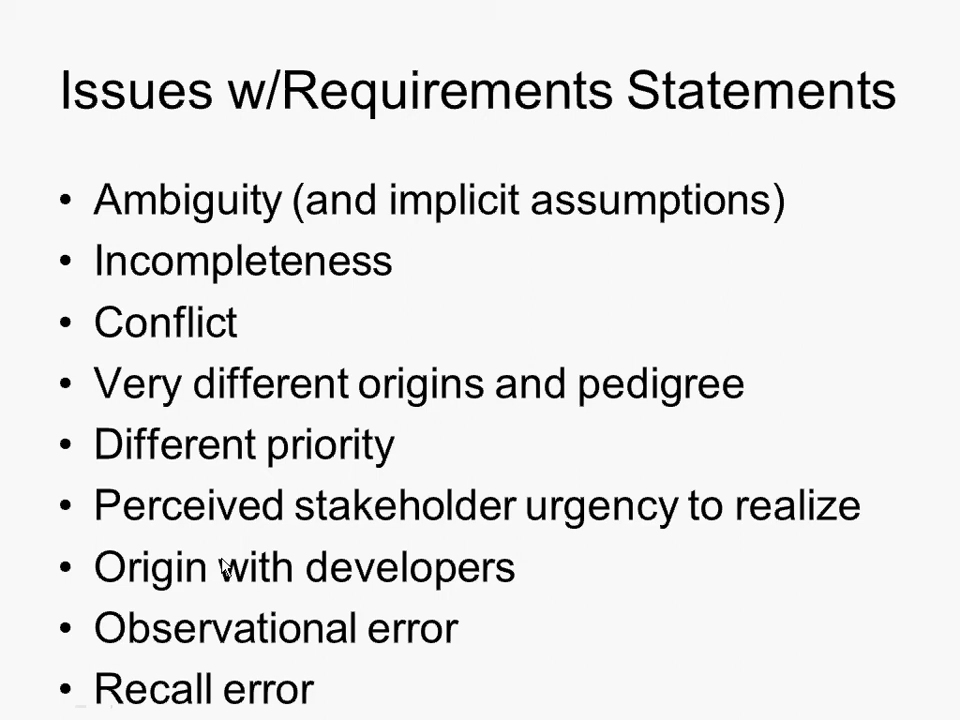 Issues w/Requirements Statements
• Ambiguity (and implicit assumptions)
• Incompleteness
• Conflict
• Very different origins and pedigree
• Different priority
• Perceived stakeholder urgency to realize
• Origin with developers
• Observational error
• Recall error